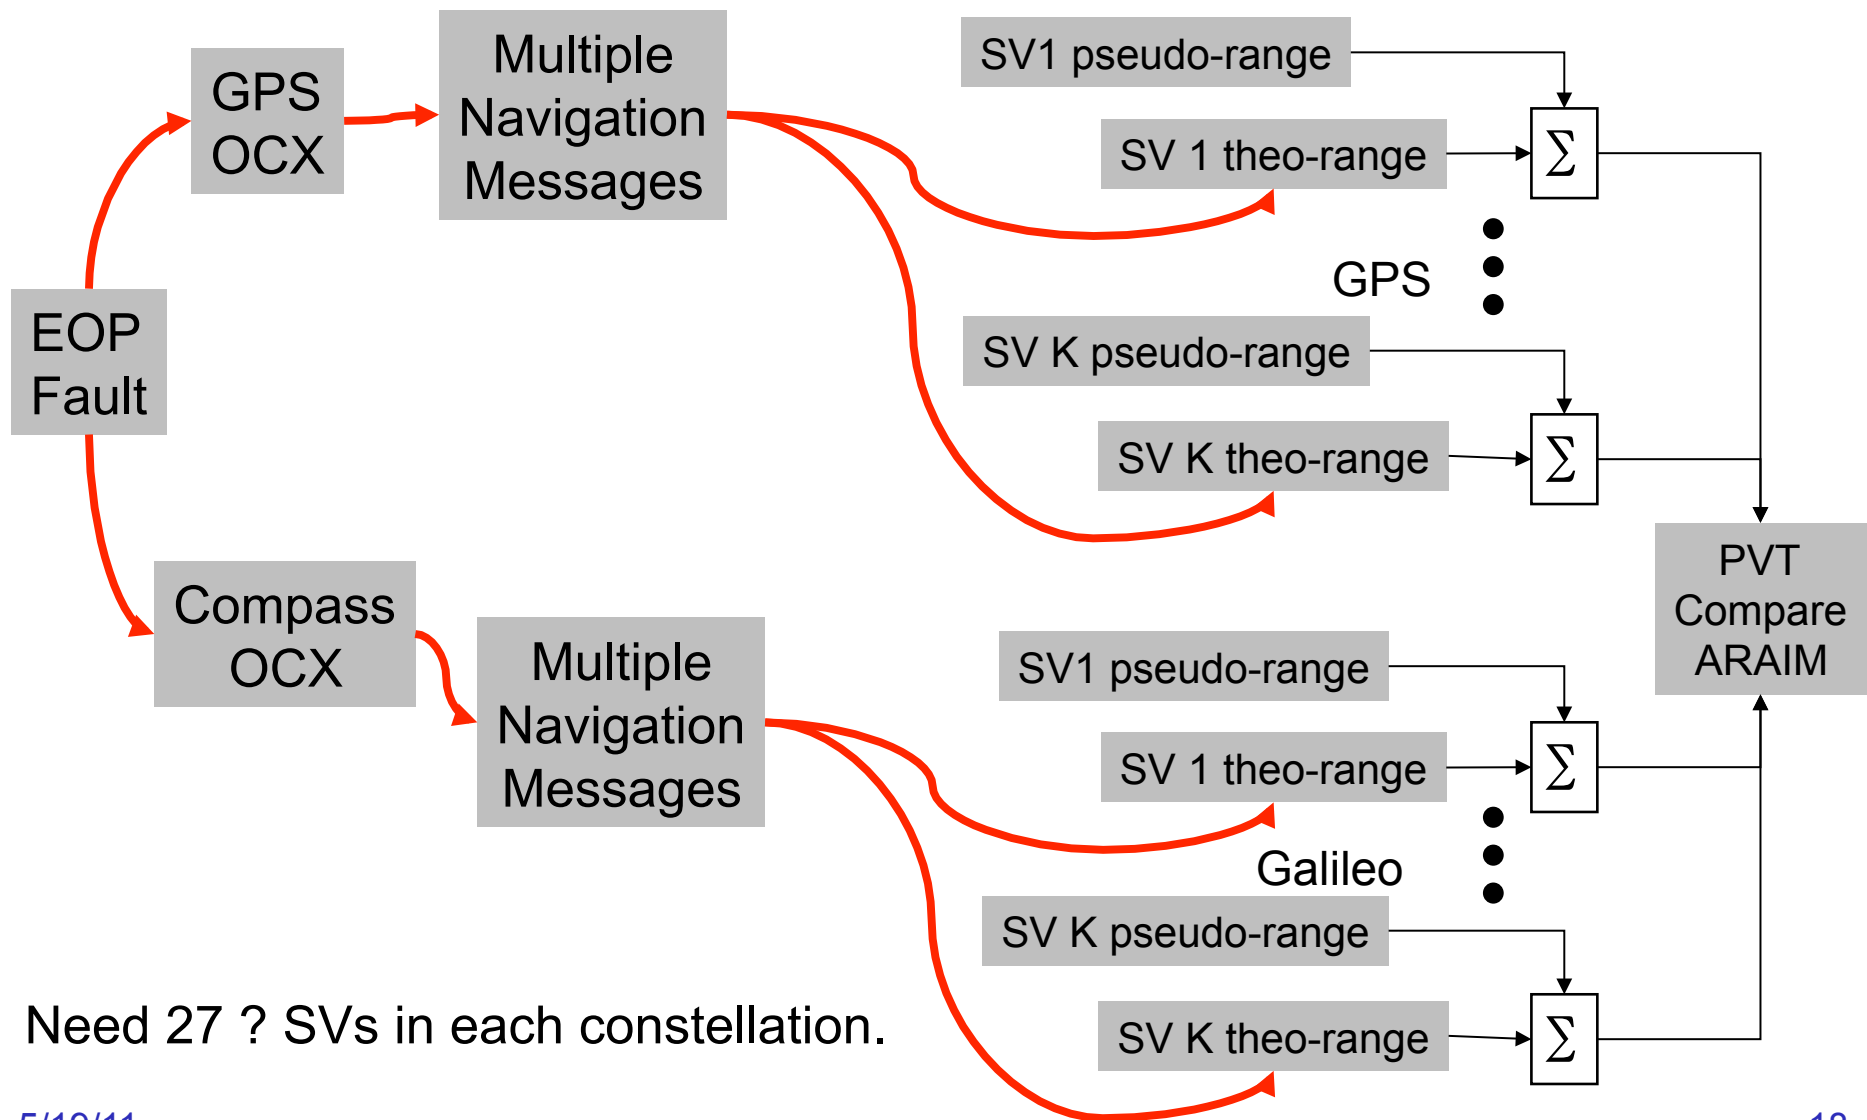 GPS
OCX
Multiple
Navigation
Messages
SV1 pseudo-range
SV 1 theo-range
Σ
GPS
EOP
Fault
SV K pseudo-range
SV K theo-range
Σ
PVT
Compare
ARAIM
Compass
OCX
Multiple
Navigation
Messages
SV1 pseudo-range
SV 1 theo-range
Σ
Galileo
SV K pseudo-range
SV K theo-range
Σ
Need 27 ? SVs in each constellation.